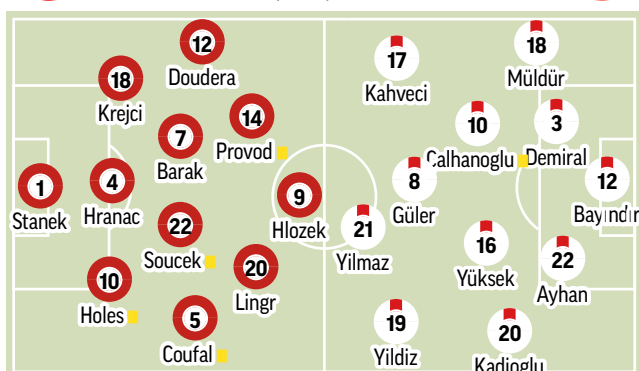 12
Doudera
18
Krejci
14
Provod
7
Barak
1
Stanek
4
Hranac
9
Hlozek
22
Soucek
20
Lingr
10
Holes
5
Coufal
17
Kahveci
18
Müldür
10
Calhanoglu
3
Demiral
8
Güler
12
Bayındır
21
Yilmaz
16
Yüksek
22
Ayhan
19
Yildiz
20
Kadioglu